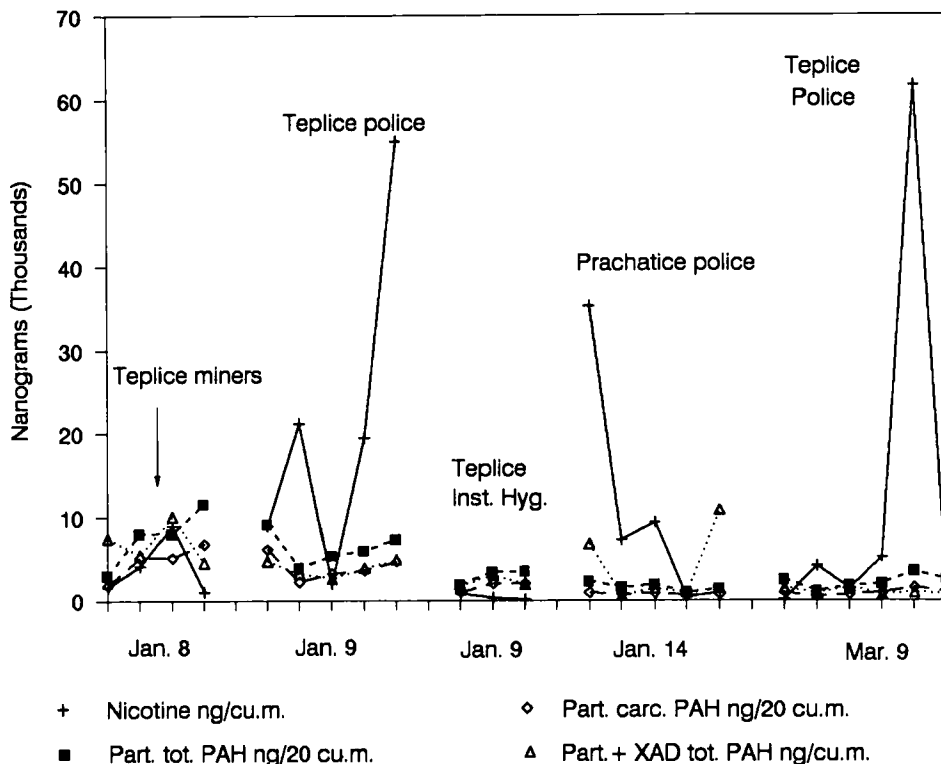 70
60
50
40
30
20
10
0
Nanograms (Thousands)
Teplice miners
Teplice police
Teplice
Inst. Hyg.
Prachatice police
Teplice
Police
Jan. 8
Jan. 9
Jan. 9
Jan. 14
Mar. 9
+ Nicotine ng/cu.m.
Part. carc. PAH ng/20 cu.m.
Part. tot. PAH ng/20 cu.m.
Part. + XAD tot. PAH ng/cu.m.